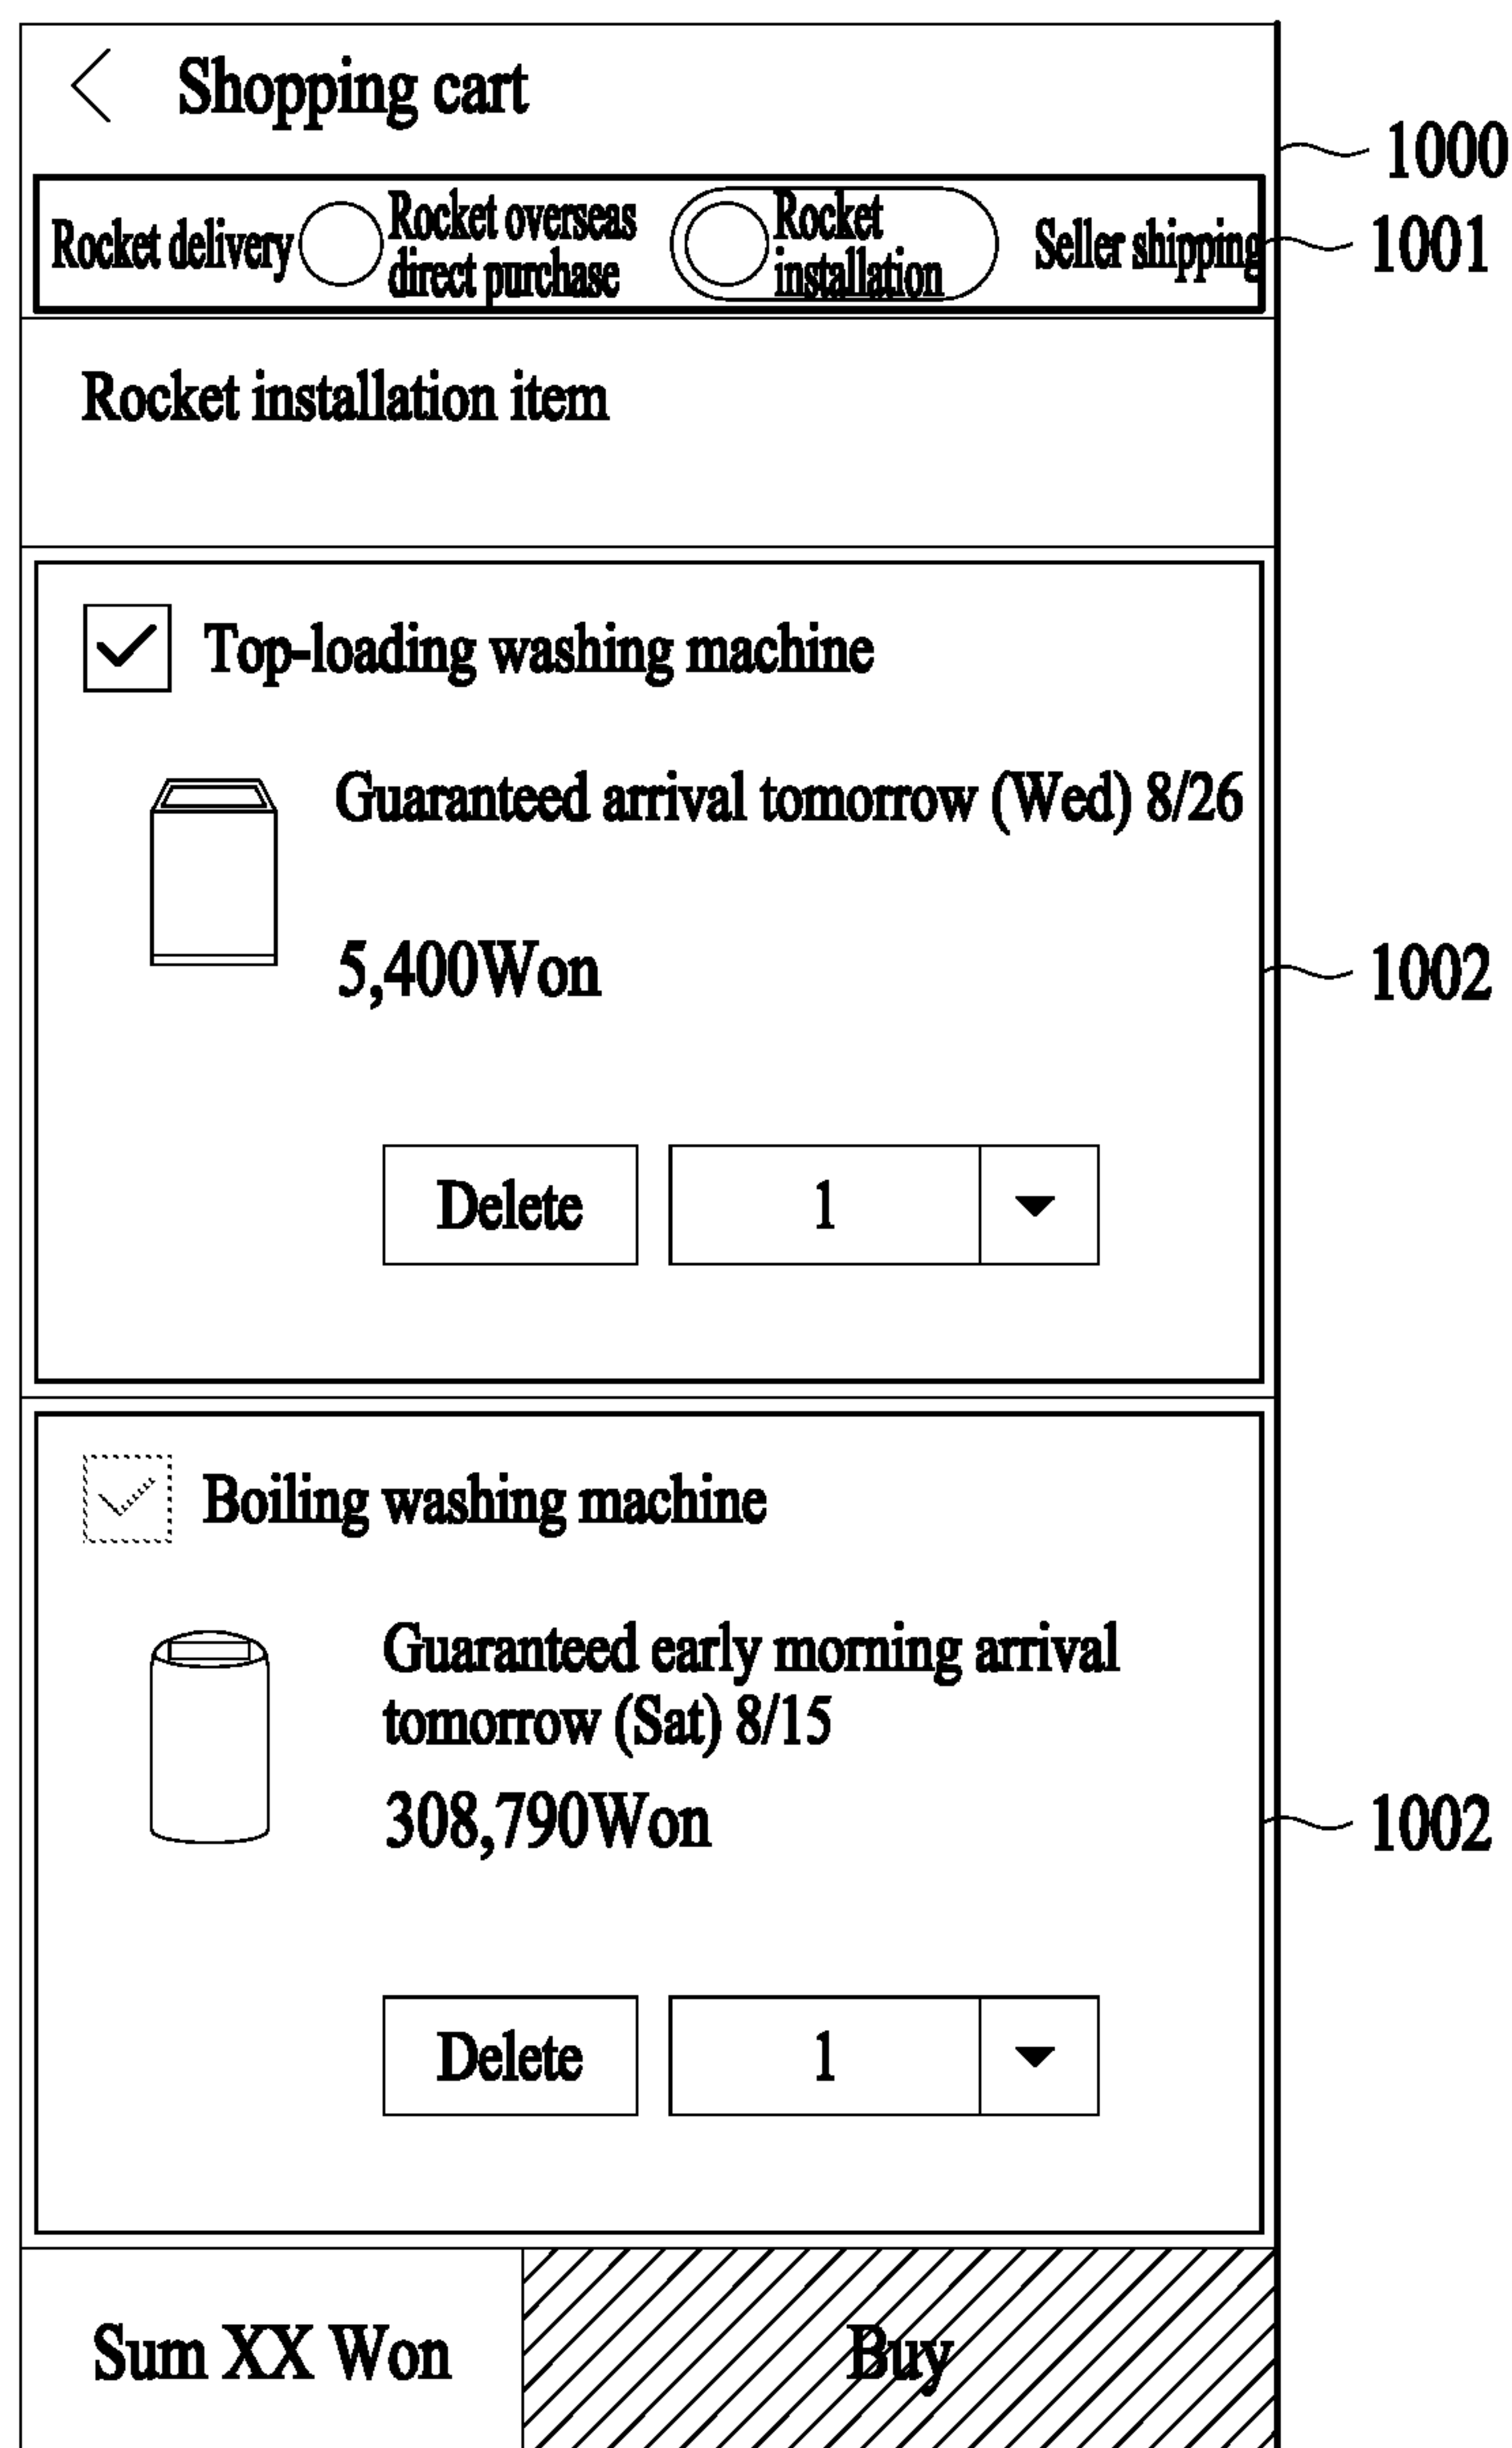 Shopping cart
1000
Rocket delivery
Rocket overseas
direct purchase
Rocket
installation
Seller shipping
1001
Rocket installation item
Top-loading washing machine
Guaranteed arrival tomorrow (Wed) 8/26
5,400Won
1002
Delete
1
Boiling washing machine
Guaranteed early morning arrival
tomorrow (Sat) 8/15
308,790Won
1002
Delete
1
Sum XX Won
Buy